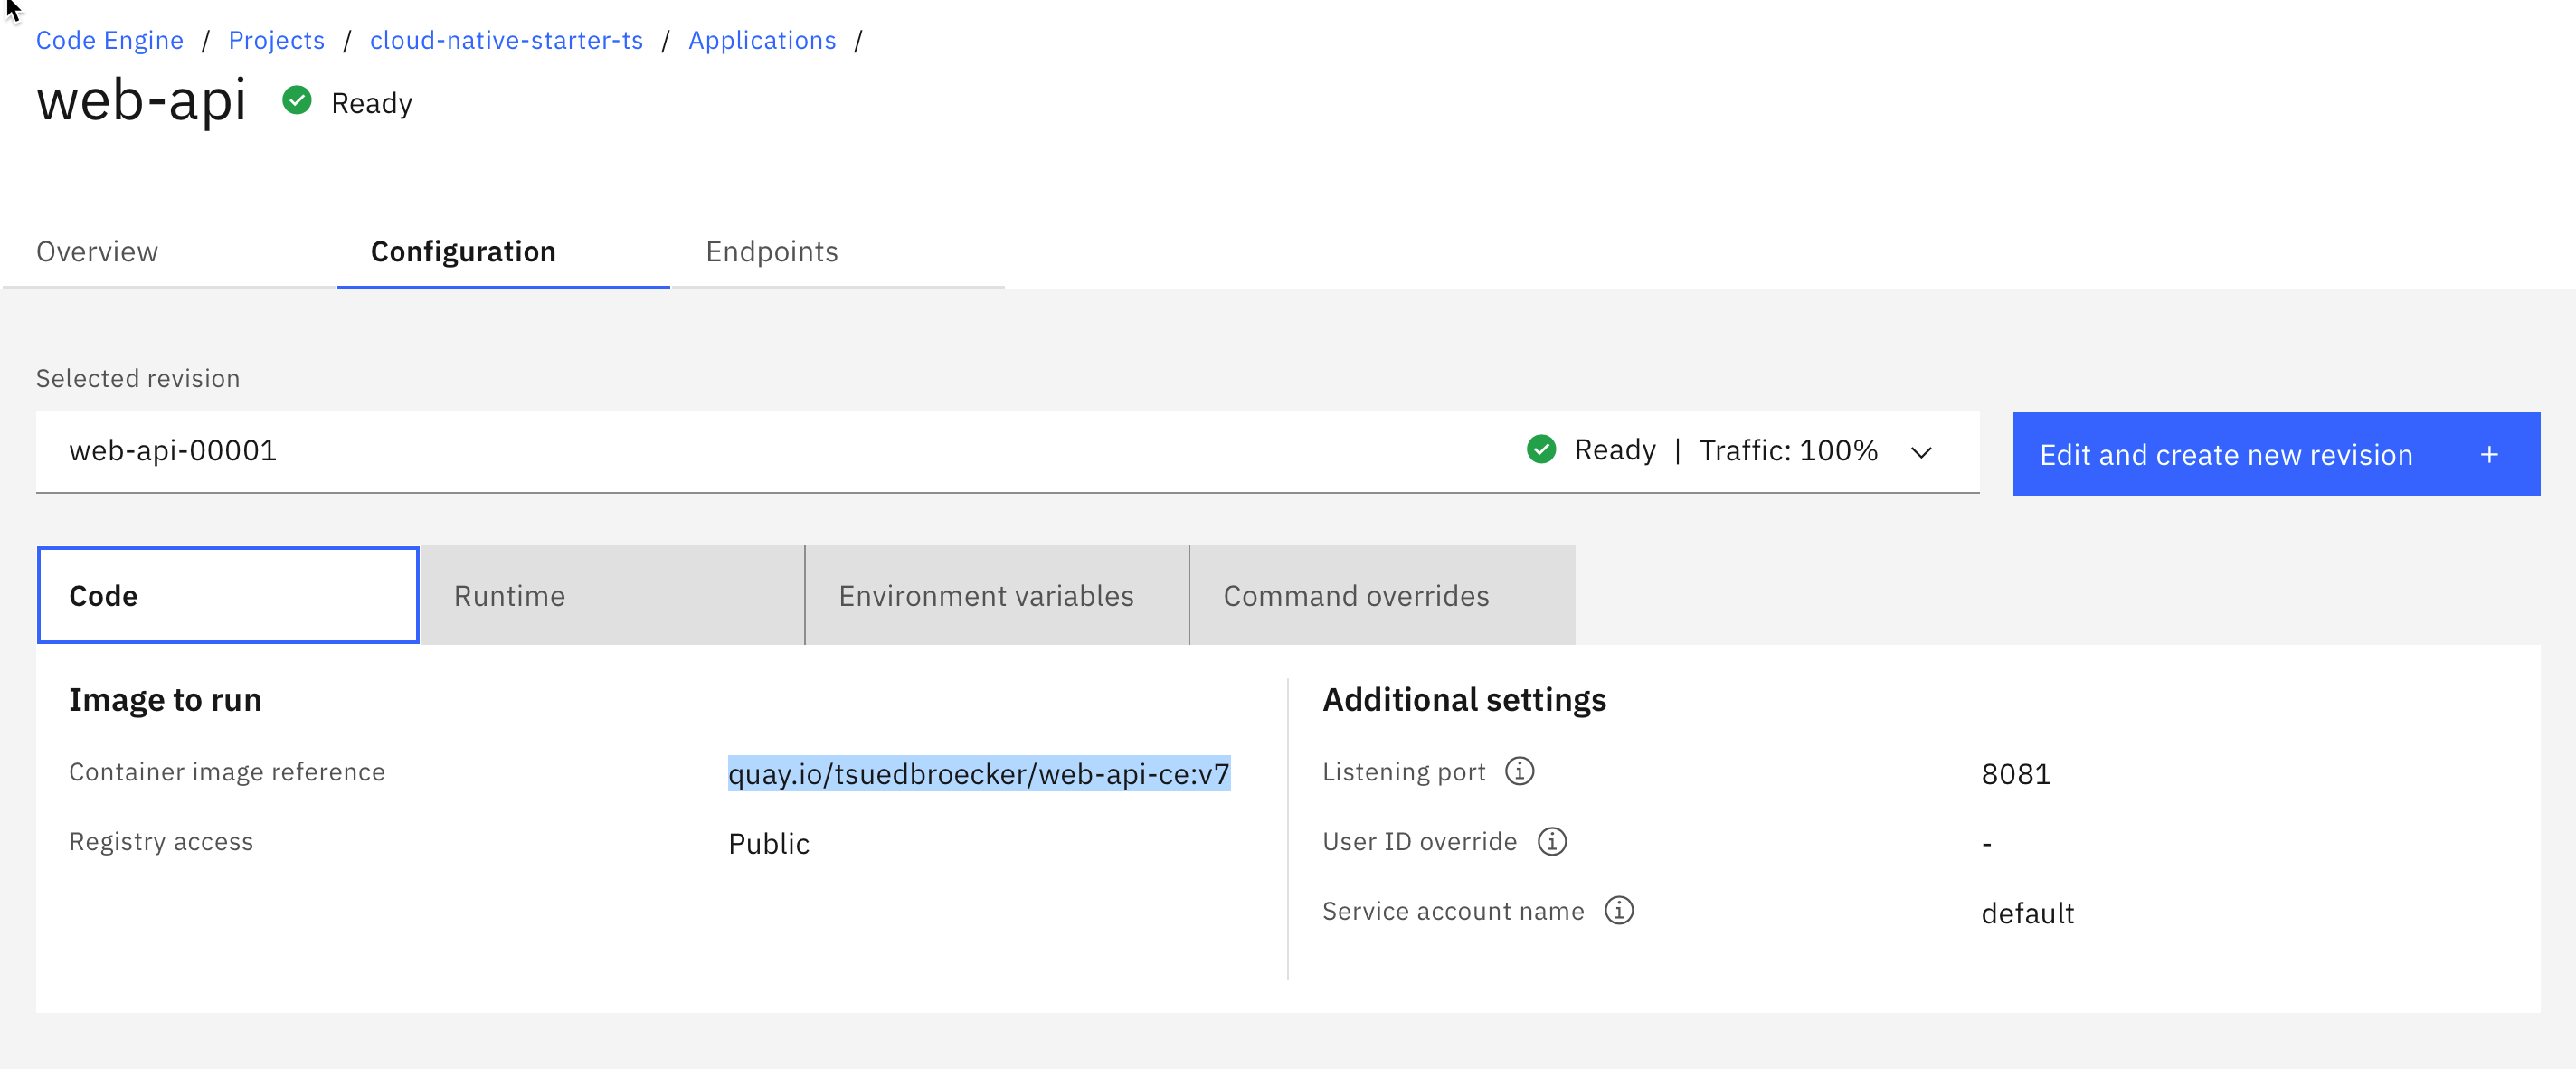 Code Engine / Projects / cloud-native-starter-ts / Applications /
web-api Ready
Overview Configuration Endpoints
Selected revision
web-api-00001 Ready | Traffic: 100% Edit and create new revision +
Code Runtime Environment variables Command overrides
Image to run Additional settings
Container image reference quay.io/tsuedbroecker/web-api-ce:v7 Listening port 8081
Registry access Public User ID override -
Service account name default